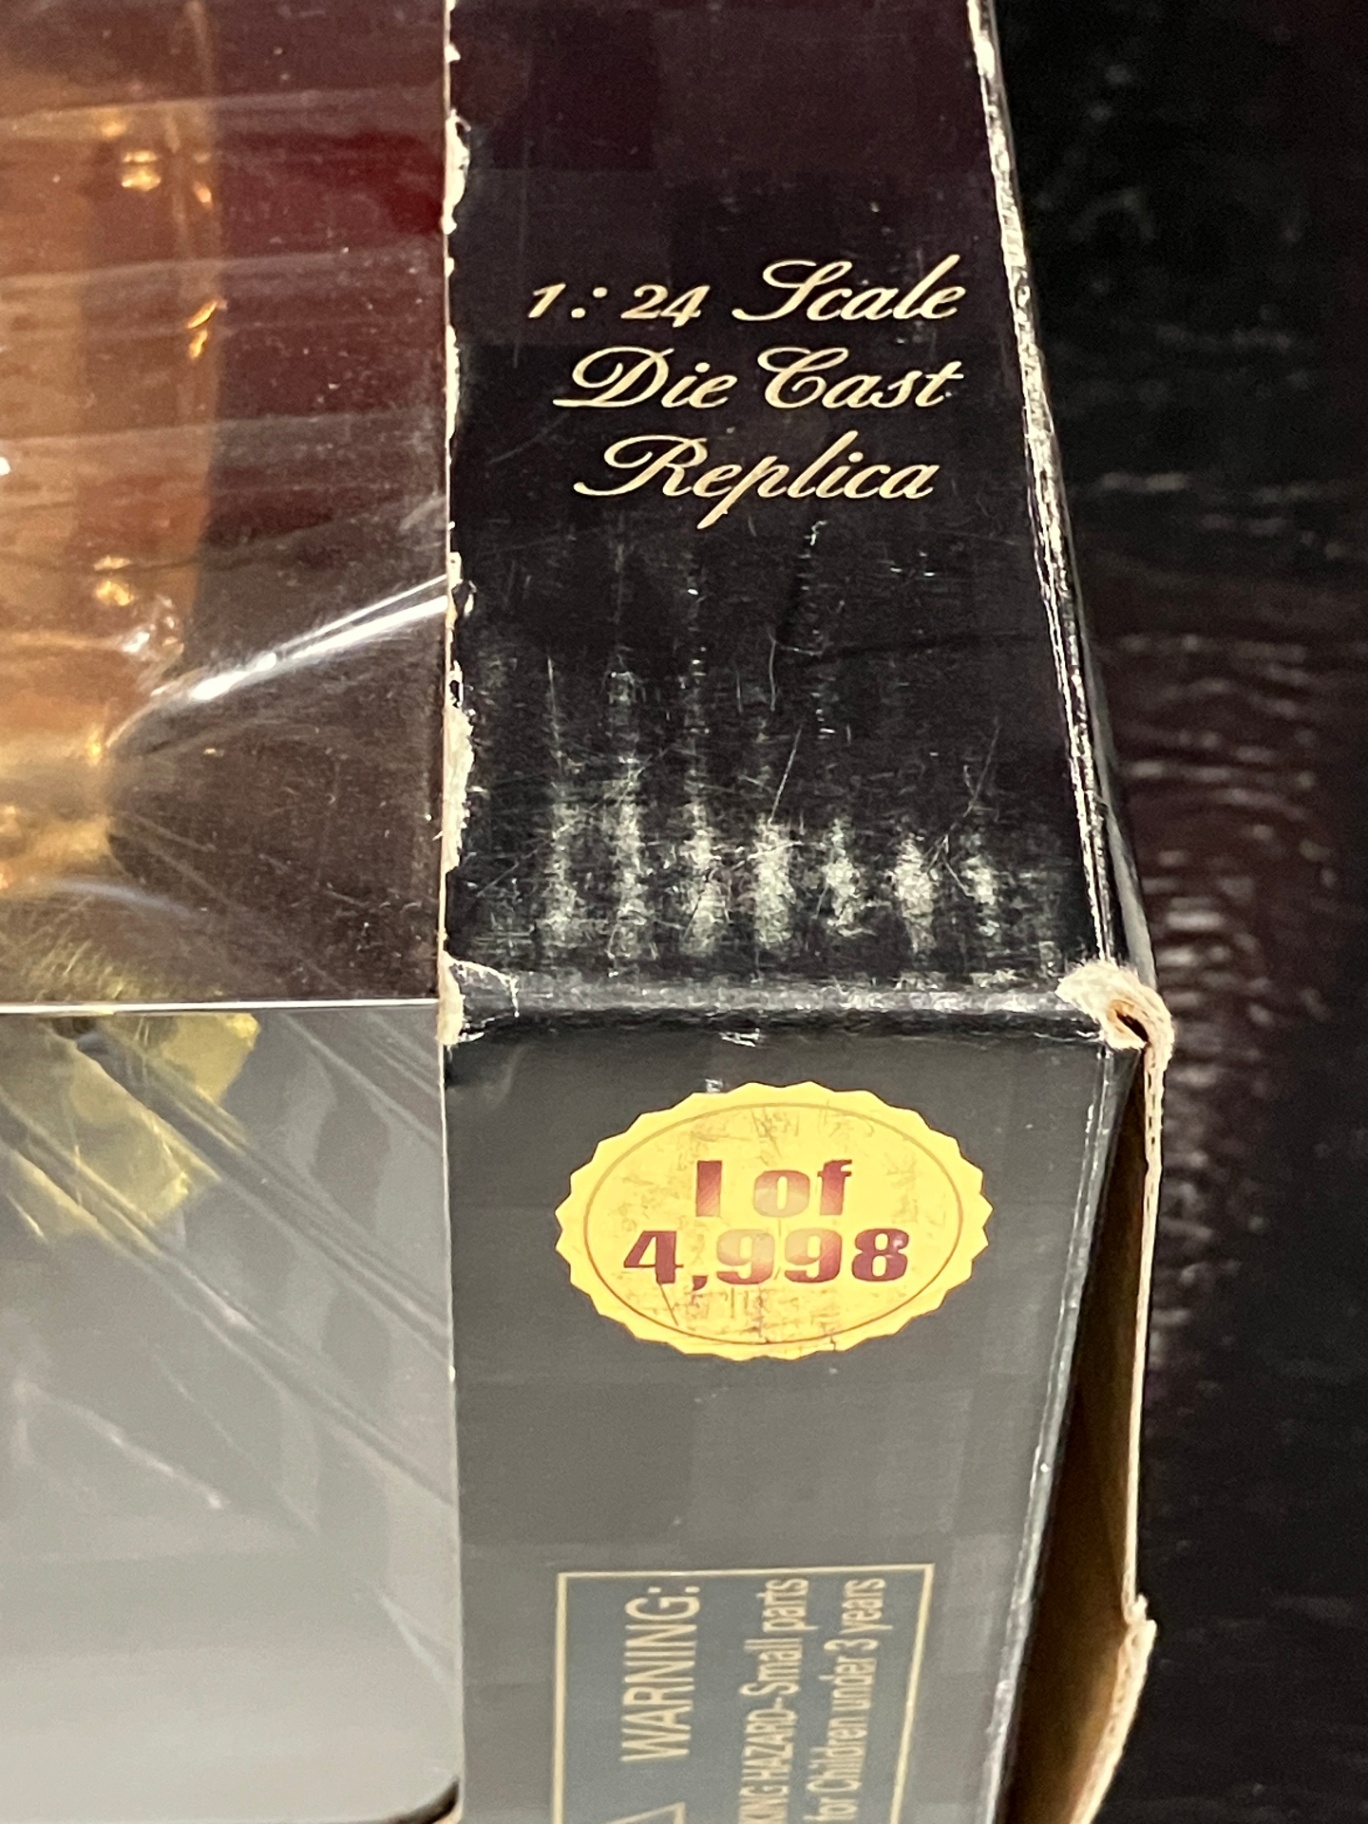 1:24 Scale
Die Cast
Replica
1 of
4,998
WARNING:
HAZARD-Small parts
for Children under 3 years